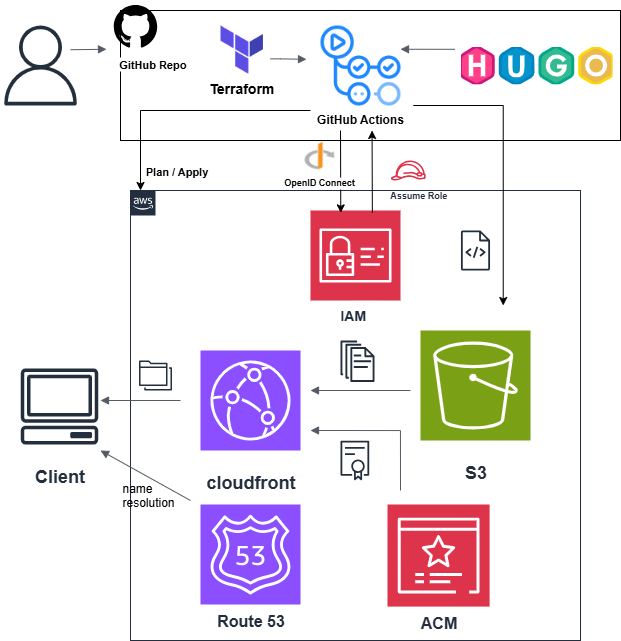 GitHub Repo
Terraform
GitHub Actions
HUGO
Plan / Apply
OpenID Connect
Assume Role
aws
</>
IAM
Client
cloudfront
S3
name
resolution
53
Route 53
ACM